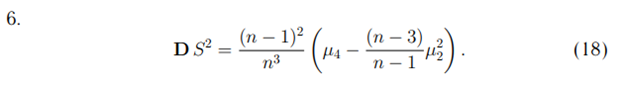 6.
D S² = (n − 1)² / n³ (μ₄ − (n − 3) / n − 1 μ₂²). (18)